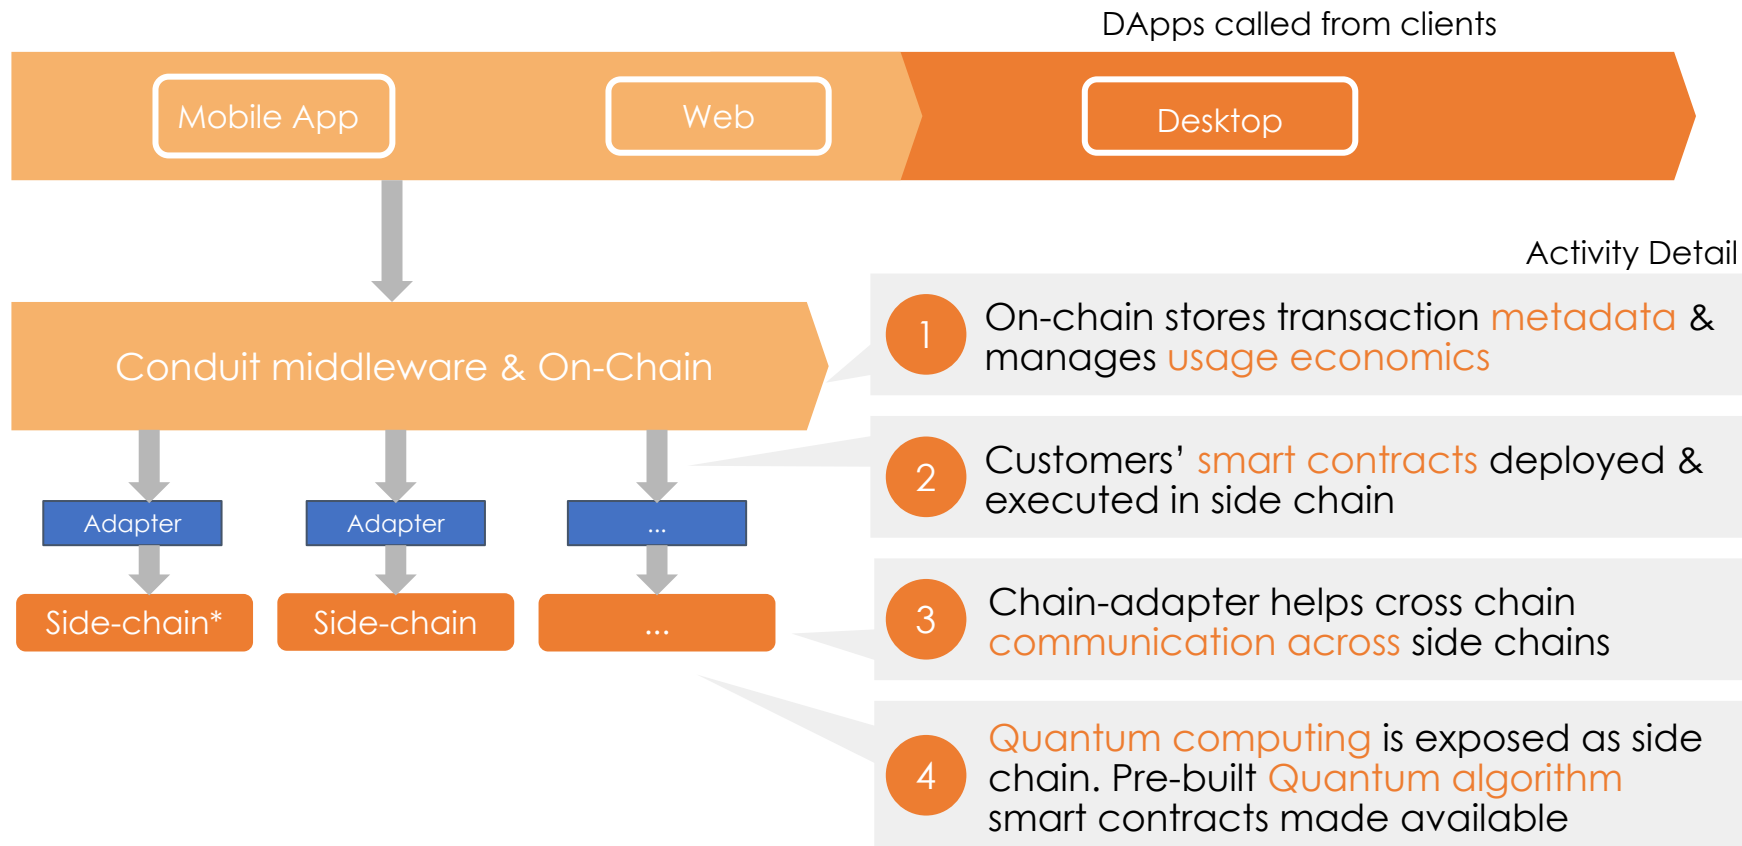 DApps called from clients
Mobile App
Web
Desktop
Activity Detail
Conduit middleware & On-Chain
Adapter
Adapter
...
Side-chain*
Side-chain
...
1
On-chain stores transaction metadata &
manages usage economics
2
Customers’ smart contracts deployed &
executed in side chain
3
Chain-adapter helps cross chain
communication across side chains
4
Quantum computing is exposed as side
chain. Pre-built Quantum algorithm
smart contracts made available